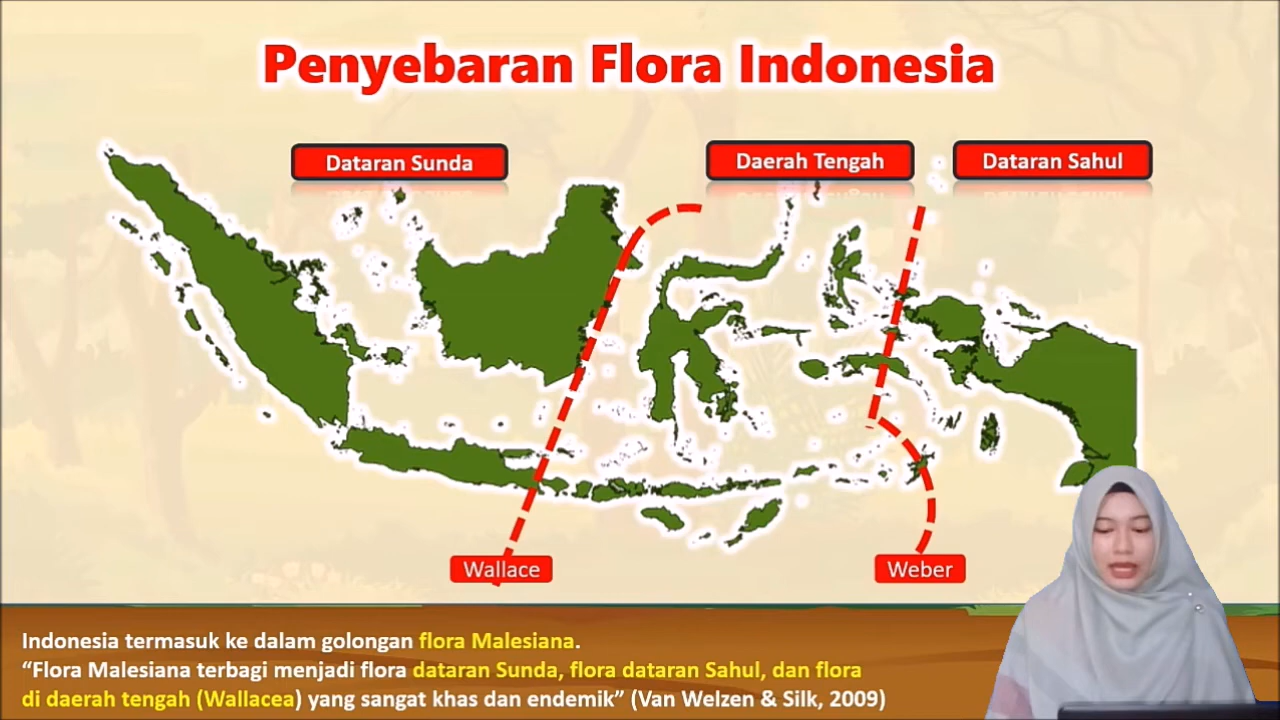 Penyebaran Flora Indonesia
Dataran Sunda
Daerah Tengah
Dataran Sahul
Wallace
Weber
Indonesia termasuk ke dalam golongan flora Malesiana.
“Flora Malesiana terbagi menjadi flora dataran Sunda, flora dataran Sahul, dan flora
di daerah tengah (Wallacea) yang sangat khas dan endemik” (Van Welzen & Silk, 2009)